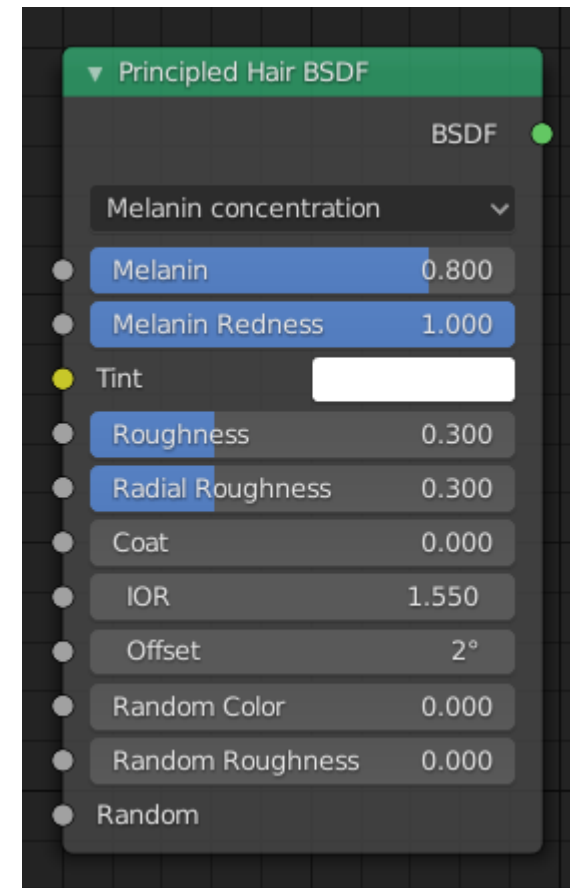 Principled Hair BSDF
BSDF
Melanin concentration
Melanin 0.800
Melanin Redness 1.000
Tint
Roughness 0.300
Radial Roughness 0.300
Coat 0.000
IOR 1.550
Offset 2°
Random Color 0.000
Random Roughness 0.000
Random